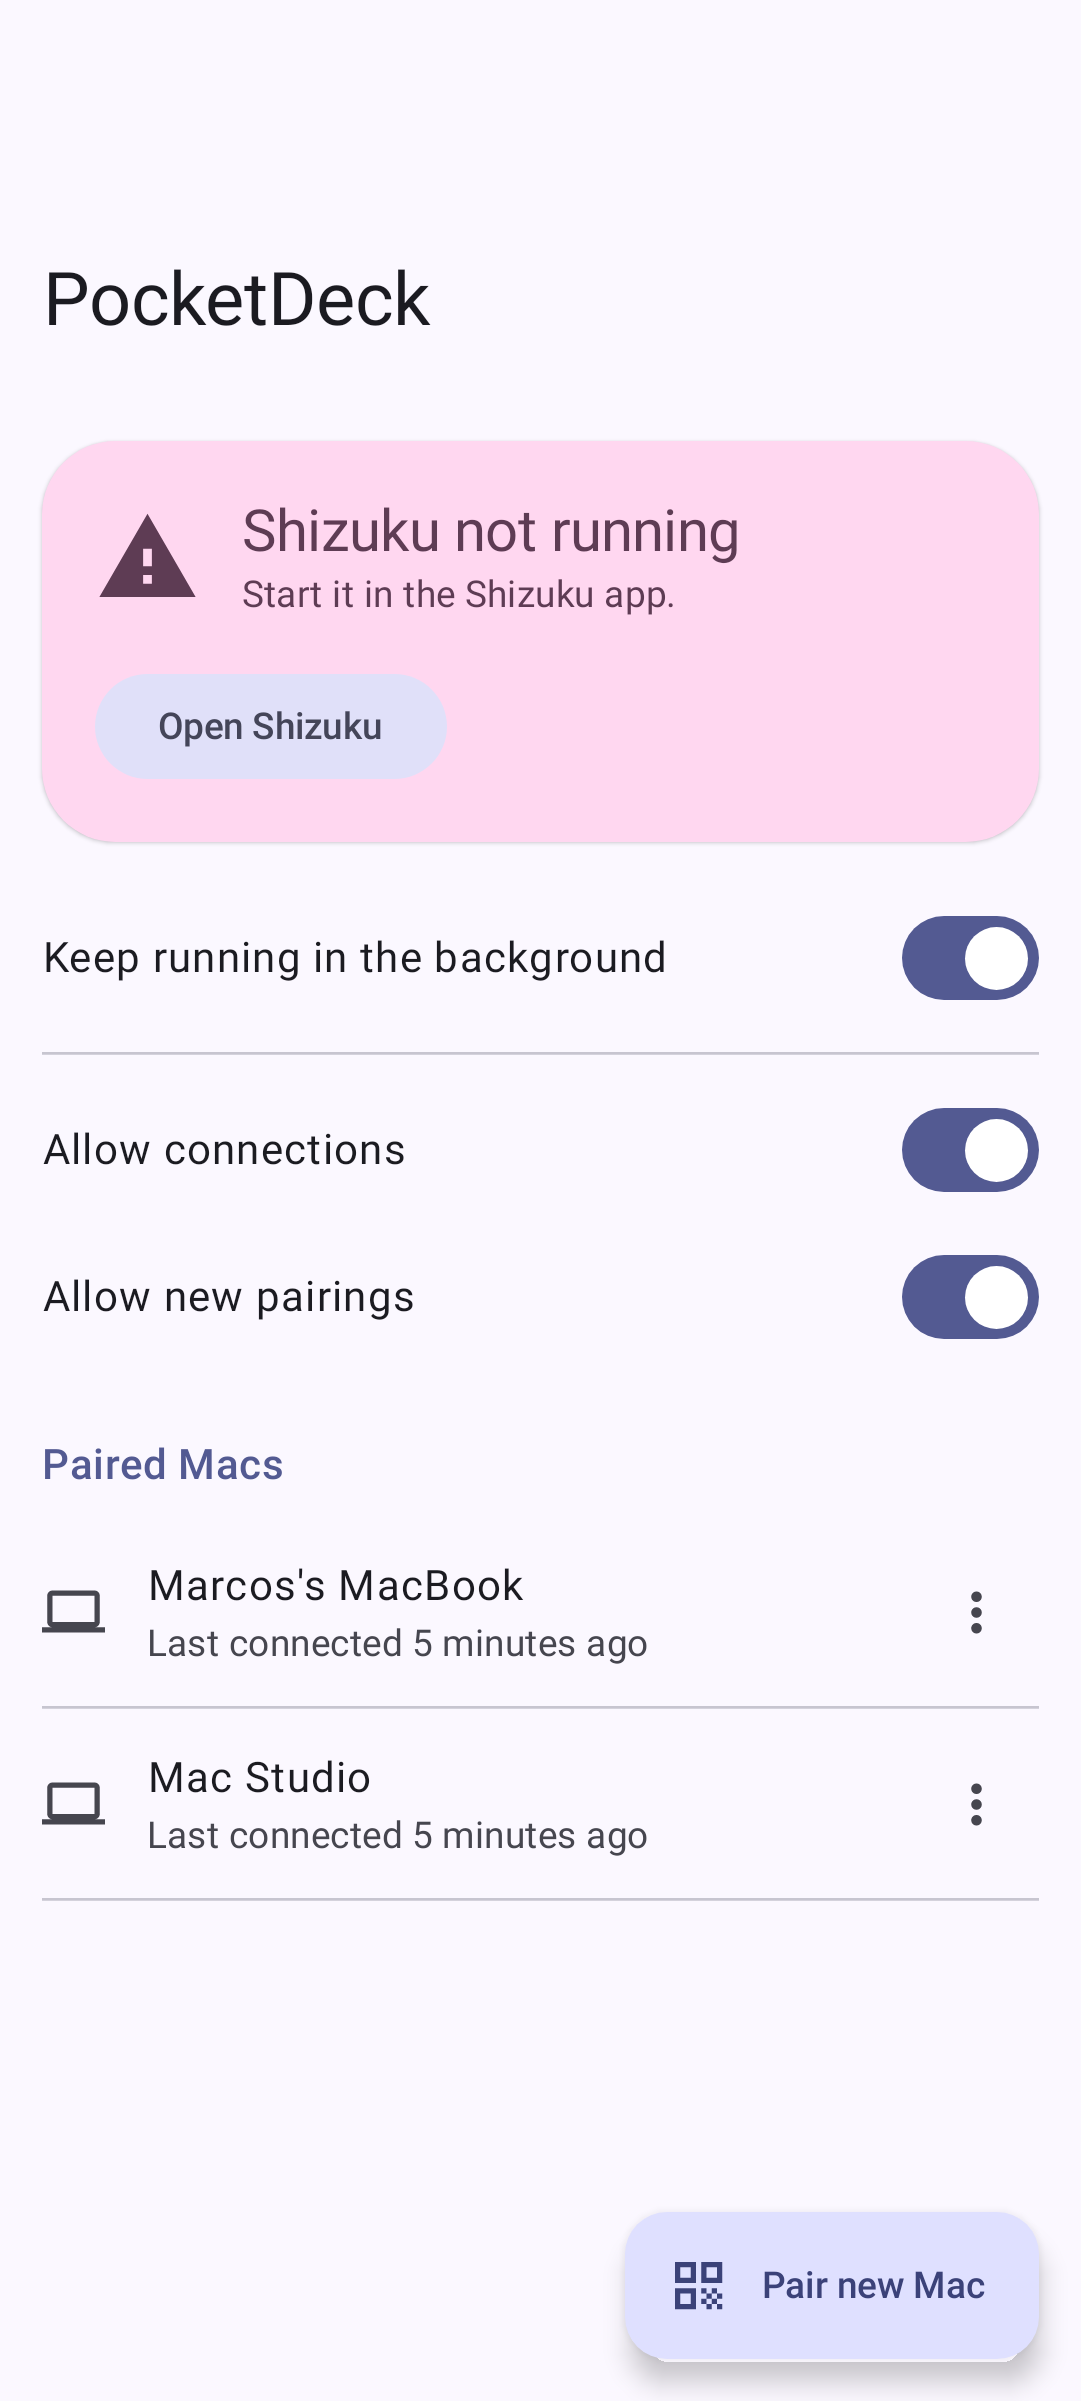 PocketDeck
Shizuku not running
Start it in the Shizuku app.
Open Shizuku
Keep running in the background
Allow connections
Allow new pairings
Paired Macs
Marcos's MacBook
Last connected 5 minutes ago
Mac Studio
Last connected 5 minutes ago
Pair new Mac